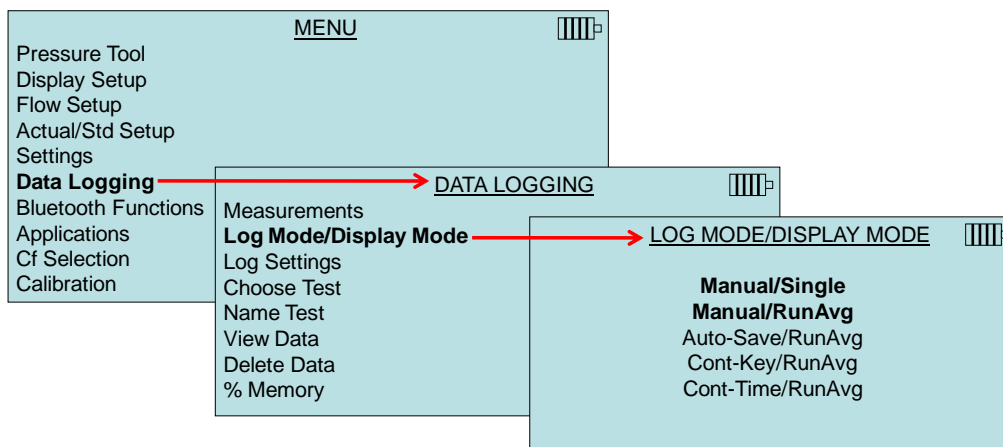 MENU
Pressure Tool
Display Setup
Flow Setup
Actual/Std Setup
Settings
Data Logging
Bluetooth Functions
Applications
Cf Selection
Calibration
DATA LOGGING
Measurements
Log Mode/Display Mode
Log Settings
Choose Test
Name Test
View Data
Delete Data
% Memory
LOG MODE/DISPLAY MODE
Manual/Single
Manual/RunAvg
Auto-Save/RunAvg
Cont-Key/RunAvg
Cont-Time/RunAvg